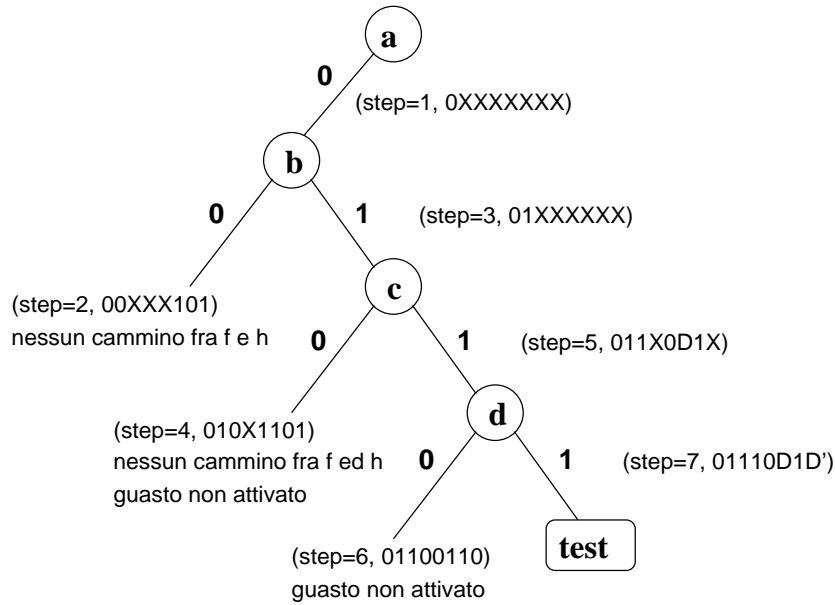 a
0
(step=1, 0XXXXXXX)
b
0
1
(step=3, 01XXXXXX)
(step=2, 00XXX101)
nessun cammino fra f e h
c
0
1
(step=5, 011X0D1X)
(step=4, 010X1101)
nessun cammino fra f ed h
guasto non attivato
d
0
1
(step=7, 01110D1D')
(step=6, 01100110)
guasto non attivato
test